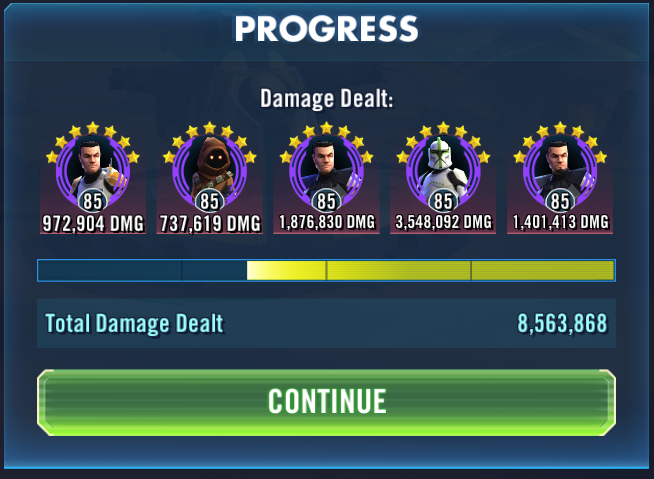 PROGRESS
Damage Dealt:
85 85 85 85 85
972,904 DMG 737,619 DMG 1,876,830 DMG 3,548,092 DMG 1,401,413 DMG
Total Damage Dealt 8,563,868
CONTINUE